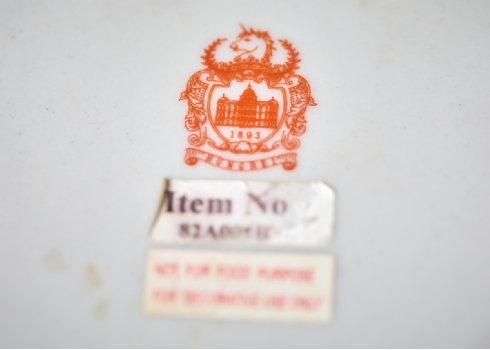 1893
Item No
NOT FOR FOOD PURPOSE
FOR DECORATIVE USE ONLY